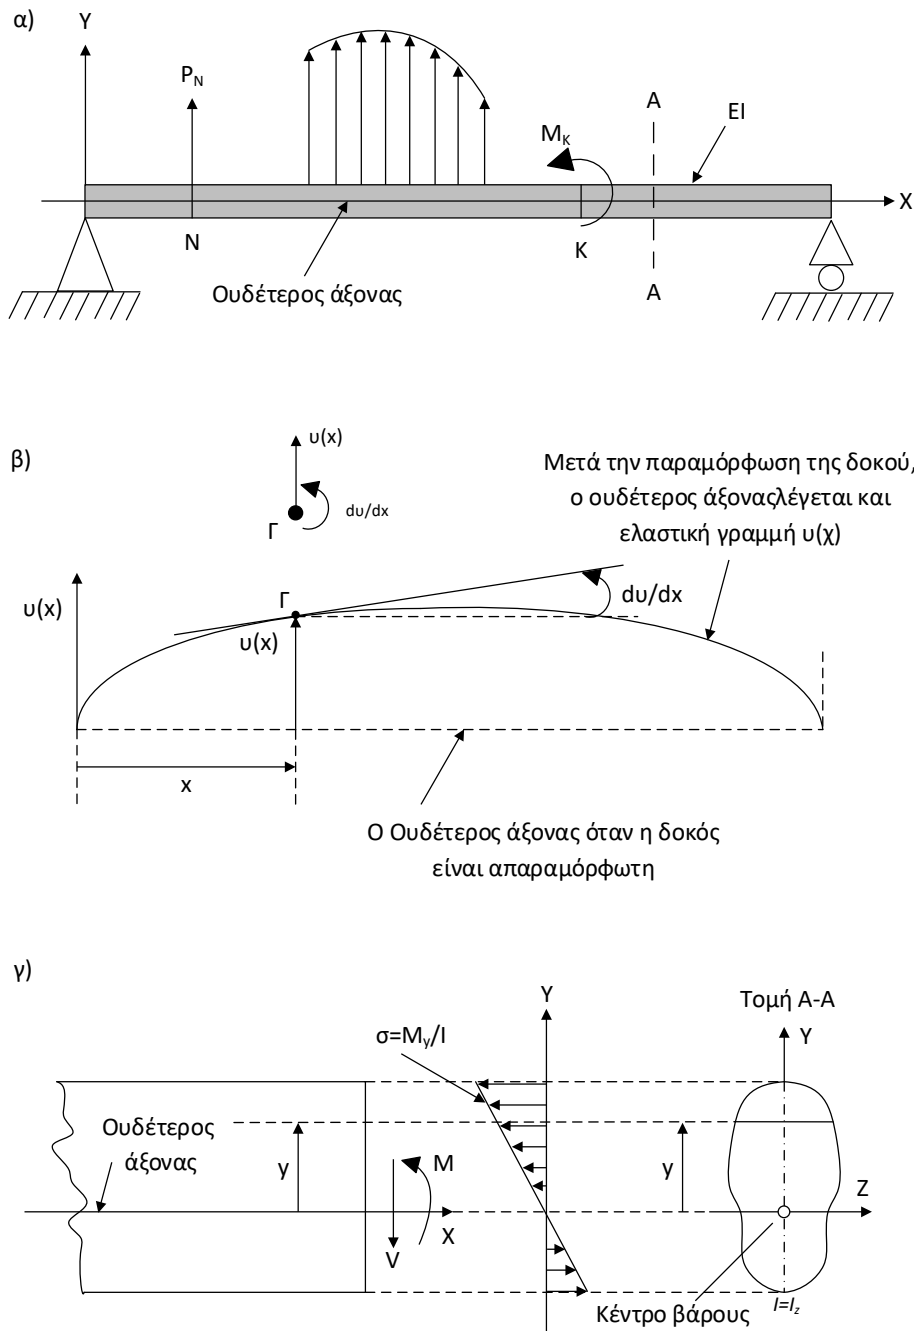 α)
Y
P_N
A
EI
M_K
X
N
K
A
Ουδέτερος άξονας
β)
υ(x)
Μετά την παραμόρφωση της δοκού,
ο ουδέτερος άξοναςλέγεται και
ελαστική γραμμή υ(χ)
dυ/dx
Γ
υ(x)
Γ
dυ/dx
υ(x)
x
Ο Ουδέτερος άξονας όταν η δοκός
είναι απαραμόρφωτη
γ)
Y
Τομή Α-Α
σ=M_y/I
Y
Ουδέτερος
άξονας
y
M
y
Z
X
V
Κέντρο βάρους
I=I_z